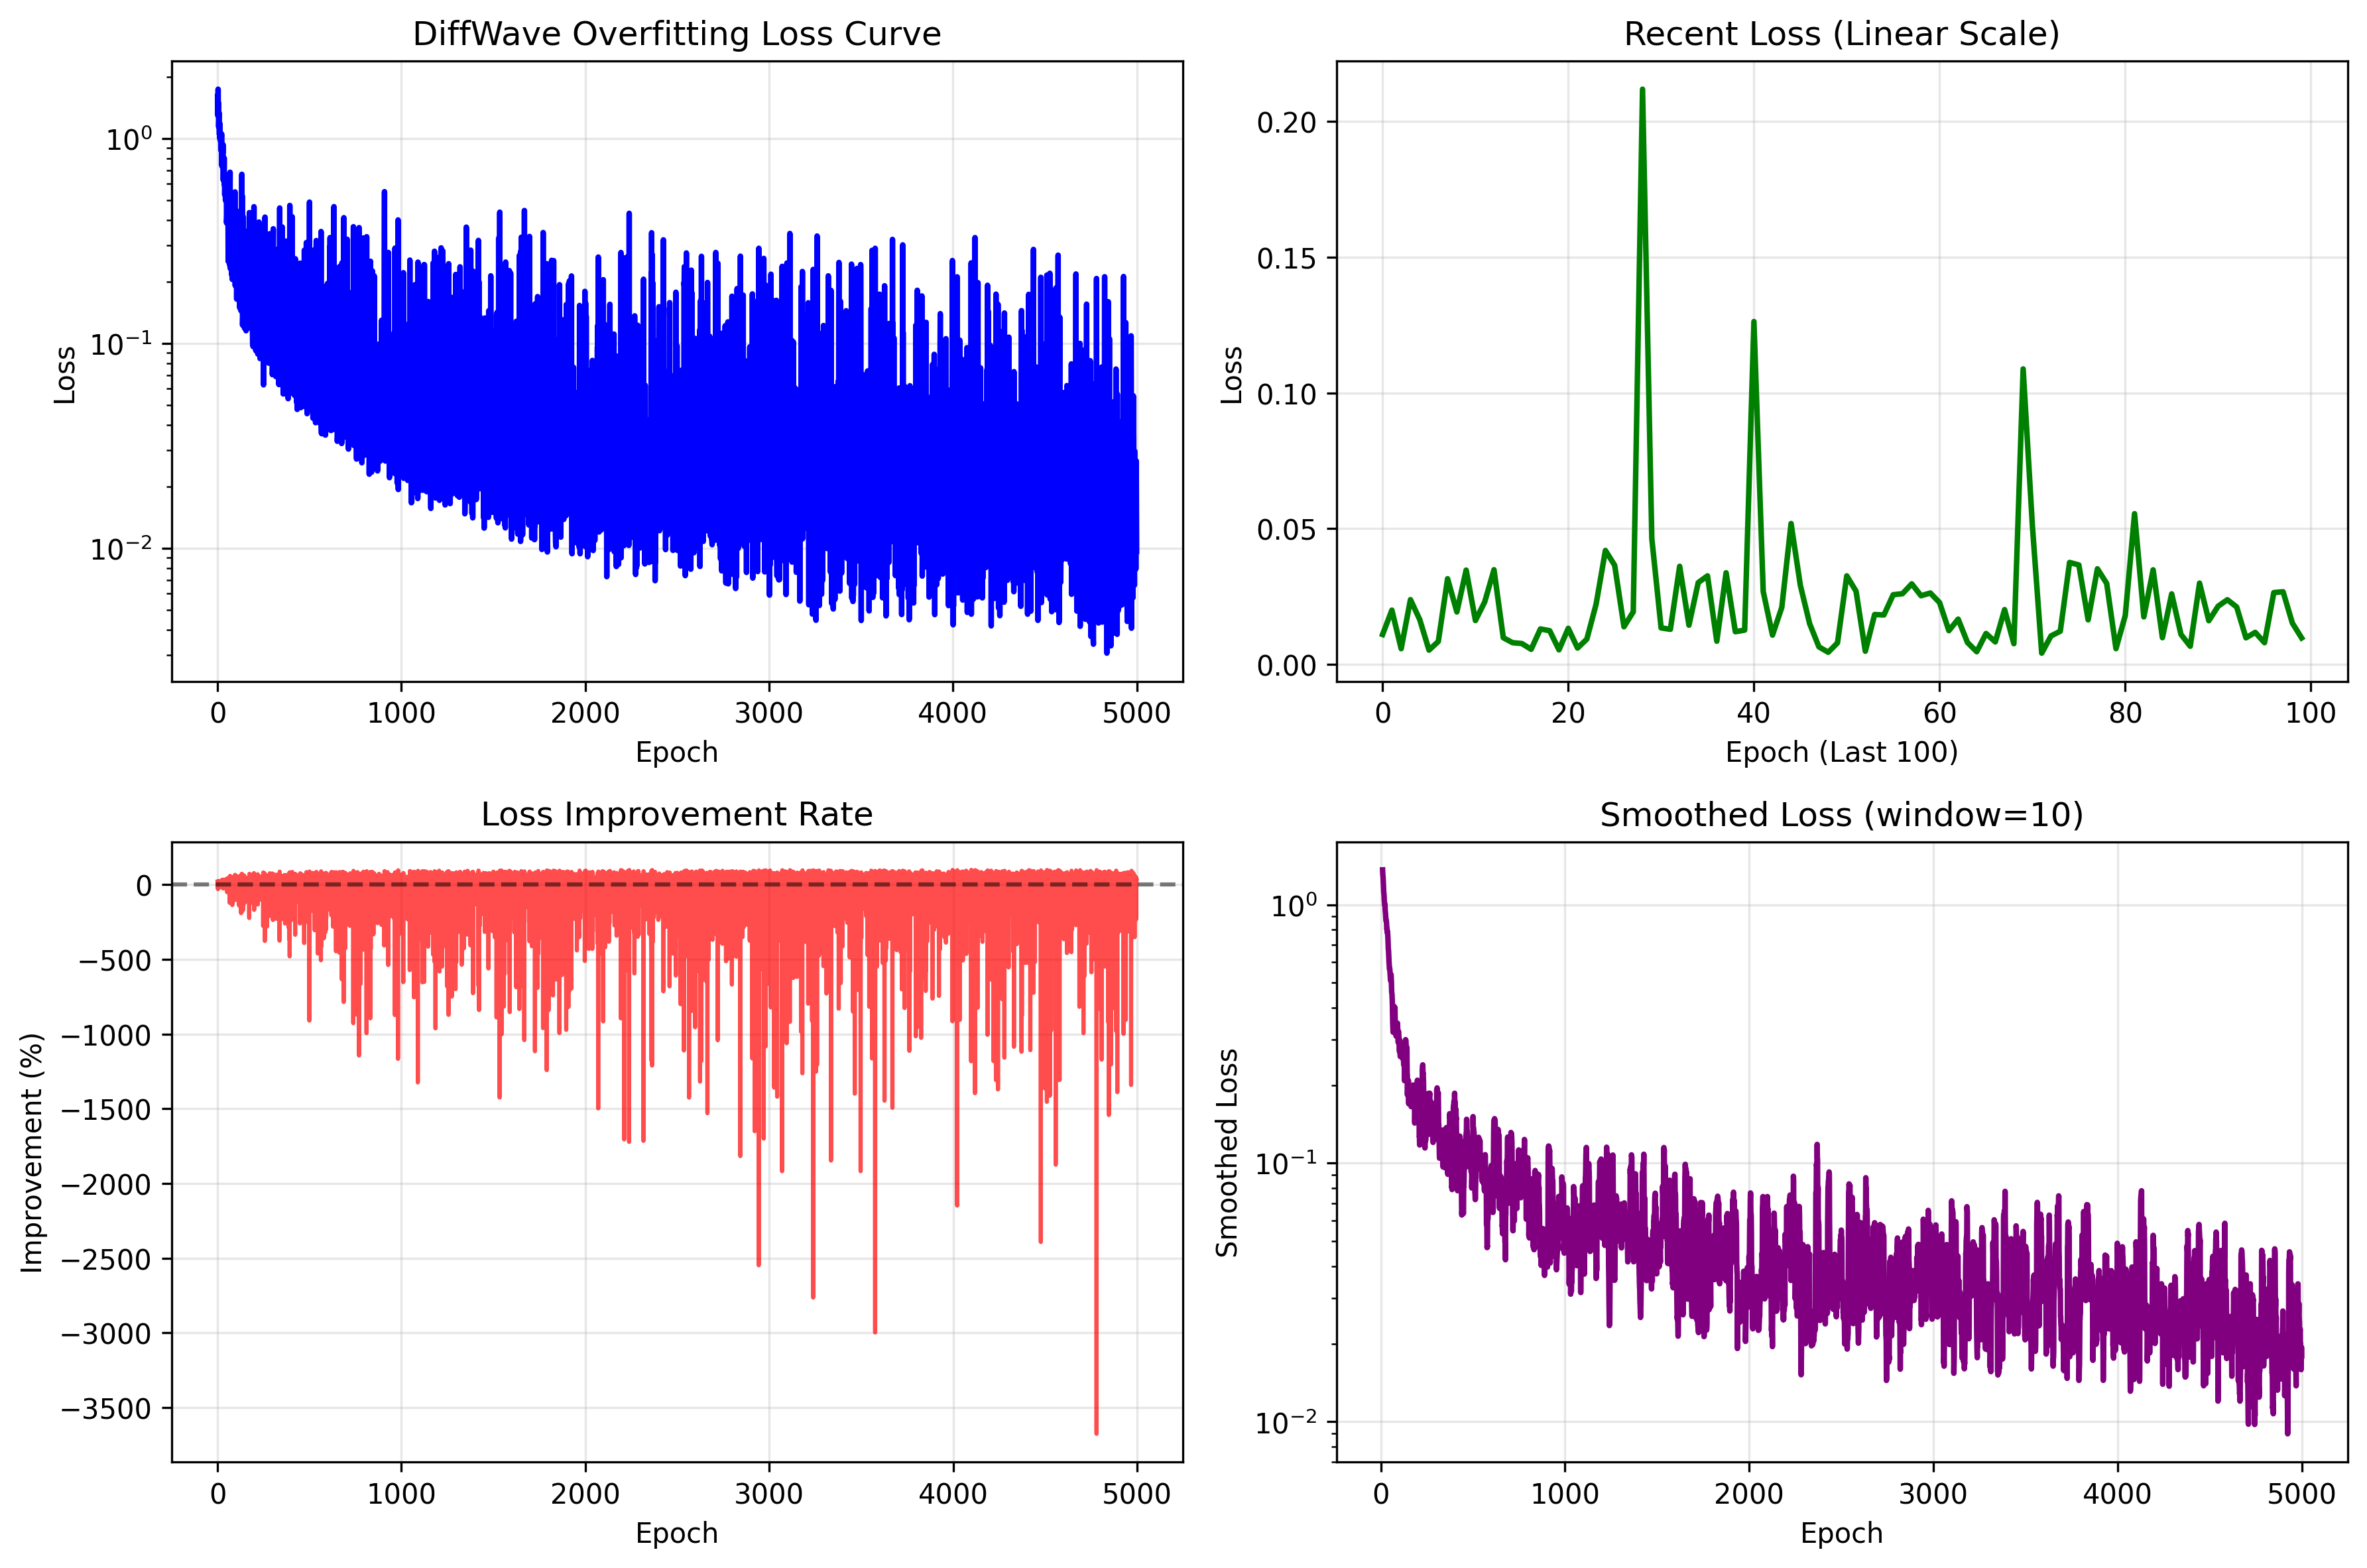 DiffWave Overfitting Loss Curve
Loss
10⁰
10⁻¹
10⁻²
0 1000 2000 3000 4000 5000
Epoch
Recent Loss (Linear Scale)
Loss
0.20
0.15
0.10
0.05
0.00
0 20 40 60 80 100
Epoch (Last 100)
Loss Improvement Rate
Improvement (%)
0
−500
−1000
−1500
−2000
−2500
−3000
−3500
0 1000 2000 3000 4000 5000
Epoch
Smoothed Loss (window=10)
Smoothed Loss
10⁰
10⁻¹
10⁻²
0 1000 2000 3000 4000 5000
Epoch